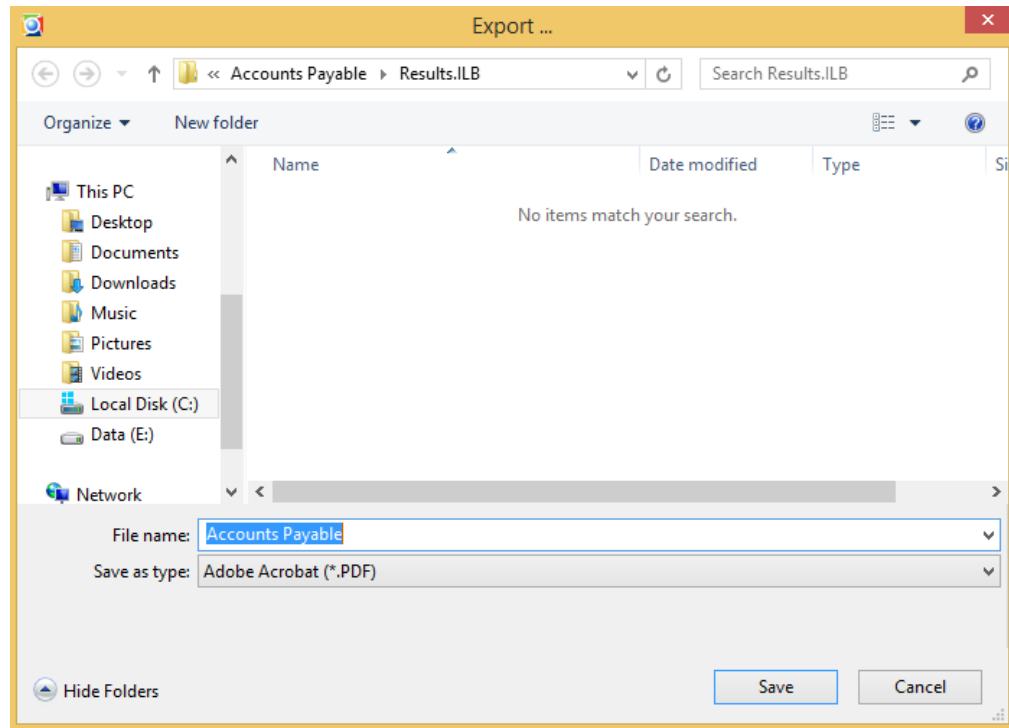 Export ...
« Accounts Payable Results.ILB
Search Results.ILB
Organize New folder
Name Date modified Type Si
No items match your search.
This PC
Desktop
Documents
Downloads
Music
Pictures
Videos
Local Disk (C:)
Data (E:)
Network
File name: Accounts Payable
Save as type: Adobe Acrobat (*.PDF)
Hide Folders Save Cancel